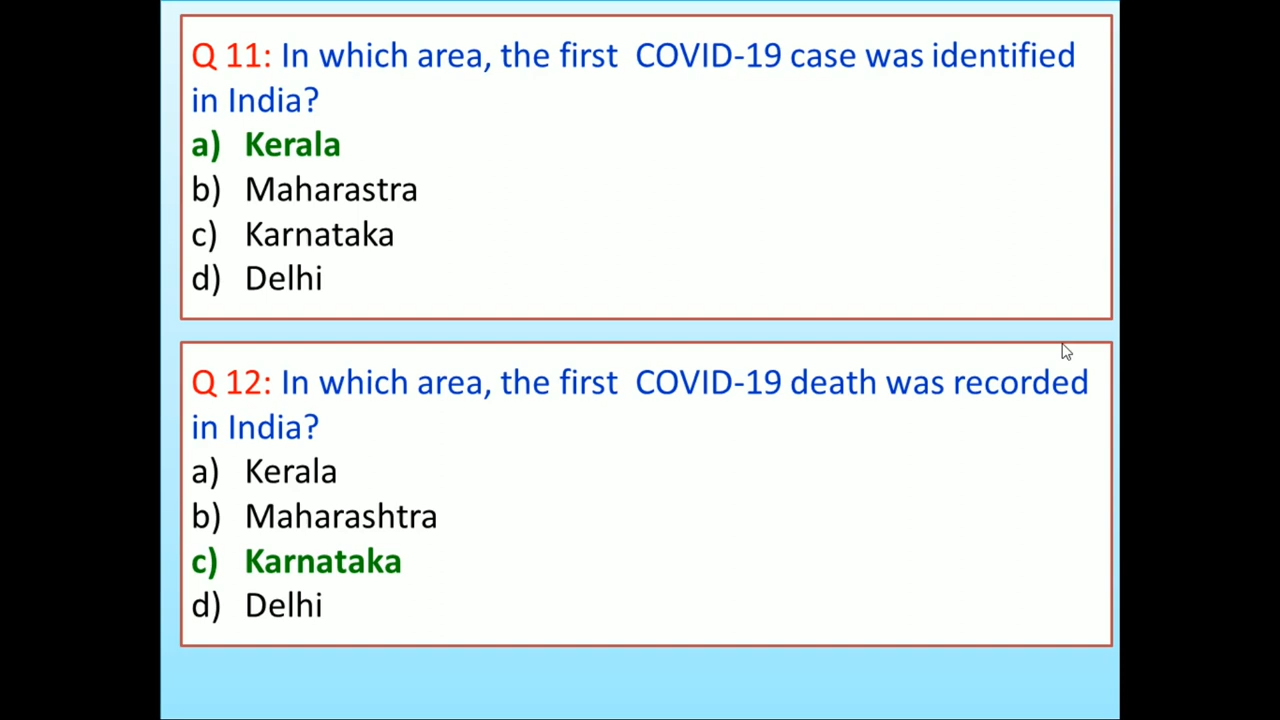 Q 11: In which area, the first  COVID-19 case was identified
in India?
a) Kerala
b) Maharastra
c) Karnataka
d) Delhi
Q 12: In which area, the first  COVID-19 death was recorded
in India?
a) Kerala
b) Maharashtra
c) Karnataka
d) Delhi